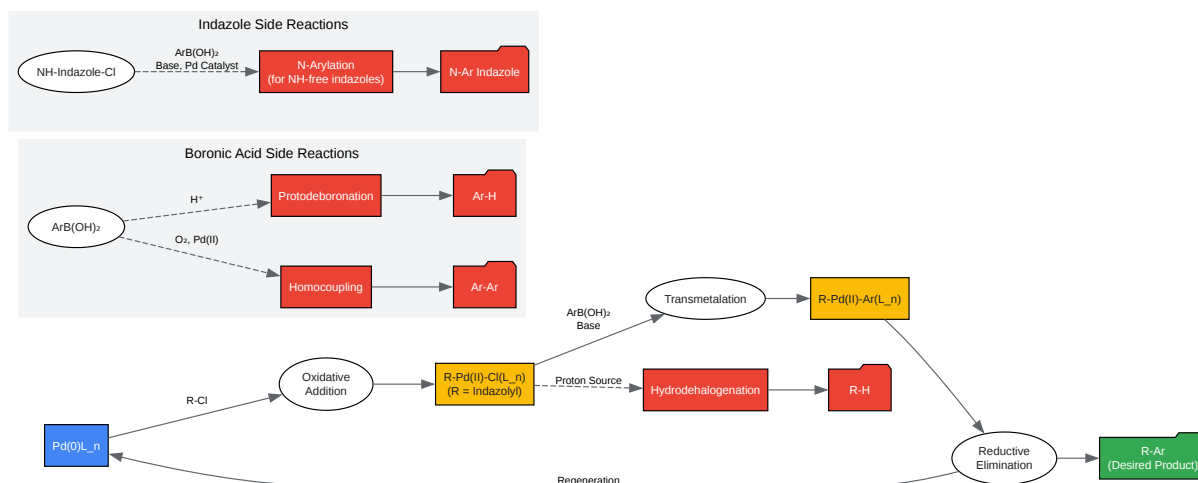 Indazole Side Reactions
NH-Indazole-Cl
ArB(OH)₂
Base, Pd Catalyst
N-Arylation
(for NH-free indazoles)
N-Ar Indazole
Boronic Acid Side Reactions
ArB(OH)₂
H⁺
Protodeboronation
Ar-H
O₂, Pd(II)
Homocoupling
Ar-Ar
Pd(0)L_n
R-Cl
Oxidative
Addition
R-Pd(II)-Cl(L_n)
(R = Indazolyl)
ArB(OH)₂
Base
Transmetalation
R-Pd(II)-Ar(L_n)
Proton Source
Hydrodehalogenation
R-H
Reductive
Elimination
R-Ar
(Desired Product)
Regeneration